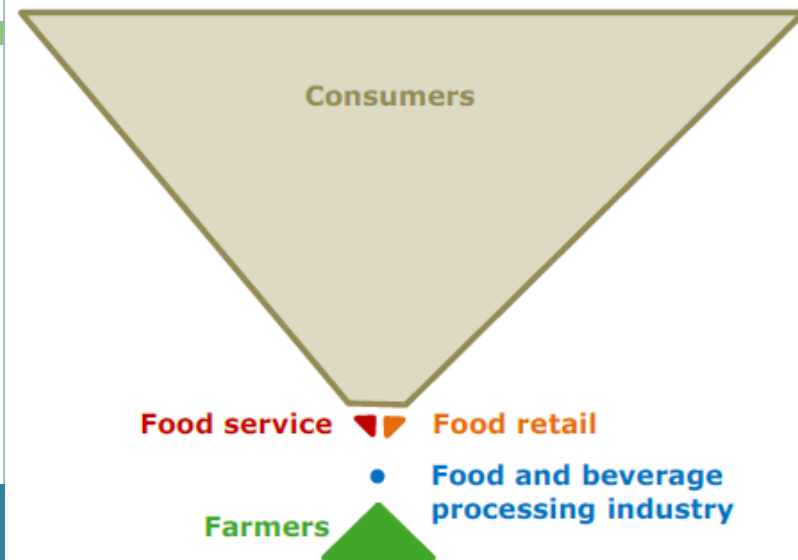 Consumers
Food service
Food retail
Food and beverage
processing industry
Farmers